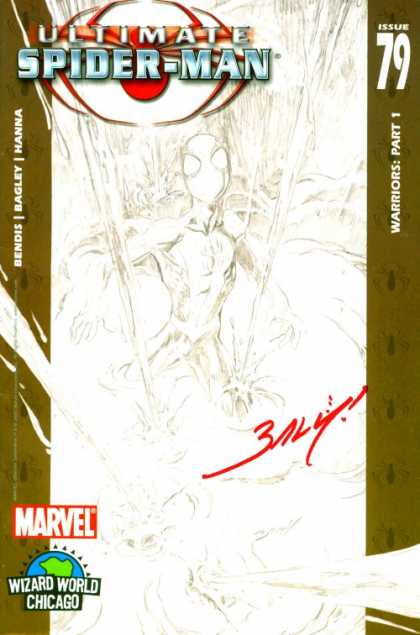 ULTIMATE
SPIDER-MAN
ISSUE
79
WARRIORS: PART 1
BENDIS | BAGLEY | HANNA
MARVEL
WIZARD WORLD
CHICAGO